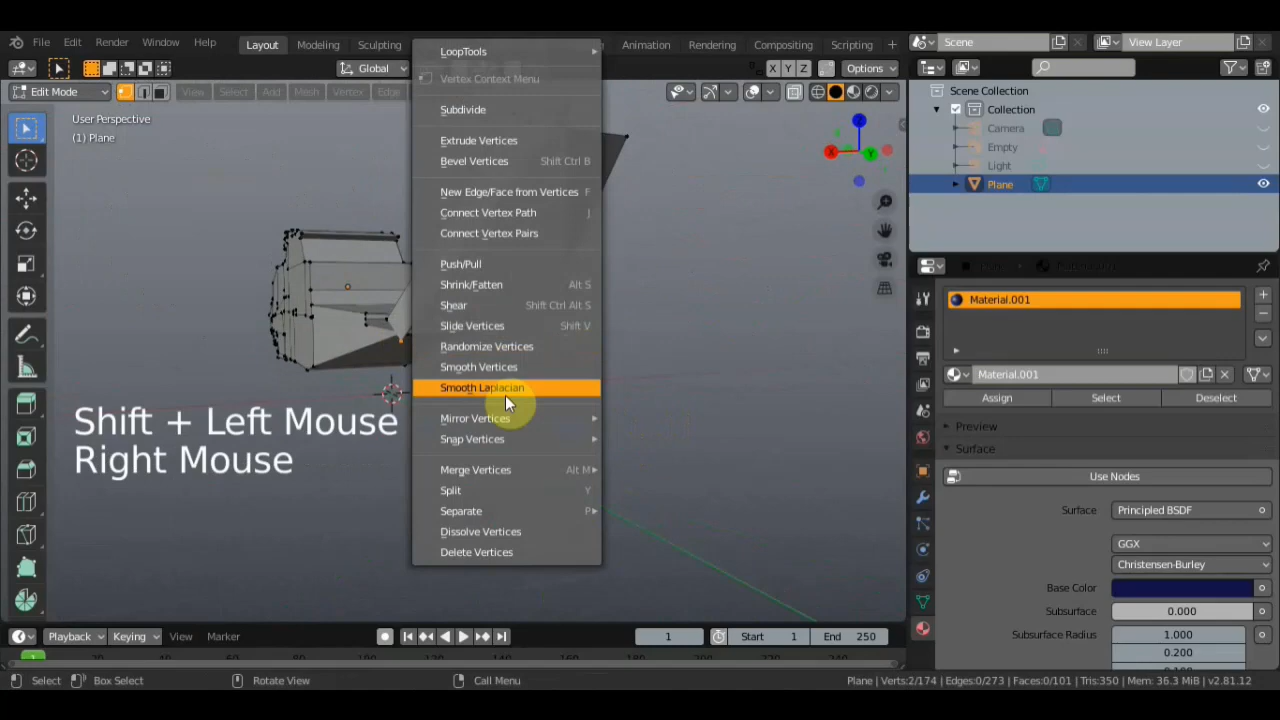 File Edit Render Window Help Layout Modeling Sculpting Animation Rendering Compositing Scripting + Scene View Layer
Global X Y Z Options
Edit Mode View Select Add Mesh Vertex Edge
User Perspective
(1) Plane
LoopTools
Vertex Context Menu
Subdivide
Extrude Vertices
Bevel Vertices Shift Ctrl B
New Edge/Face from Vertices F
Connect Vertex Path J
Connect Vertex Pairs
Push/Pull
Shrink/Fatten Alt S
Shear Shift Ctrl Alt S
Slide Vertices Shift V
Randomize Vertices
Smooth Vertices
Smooth Laplacian
Mirror Vertices
Snap Vertices
Merge Vertices Alt M
Split Y
Separate P
Dissolve Vertices
Delete Vertices
Z
X
Y
Shift + Left Mouse
Right Mouse
Scene Collection
Collection
Camera
Empty
Light
Plane
Material.001
Material.001
Assign Select Deselect
Preview
Surface
Use Nodes
Surface Principled BSDF
GGX
Christensen-Burley
Base Color
Subsurface 0.000
Subsurface Radius 1.000
0.200
Playback Keying View Marker 1 Start 1 End 250
1
Select Box Select Rotate View Call Menu Plane | Verts:2/174 | Edges:0/273 | Faces:0/101 | Tris:350 | Mem: 36.3 MiB | v2.81.12